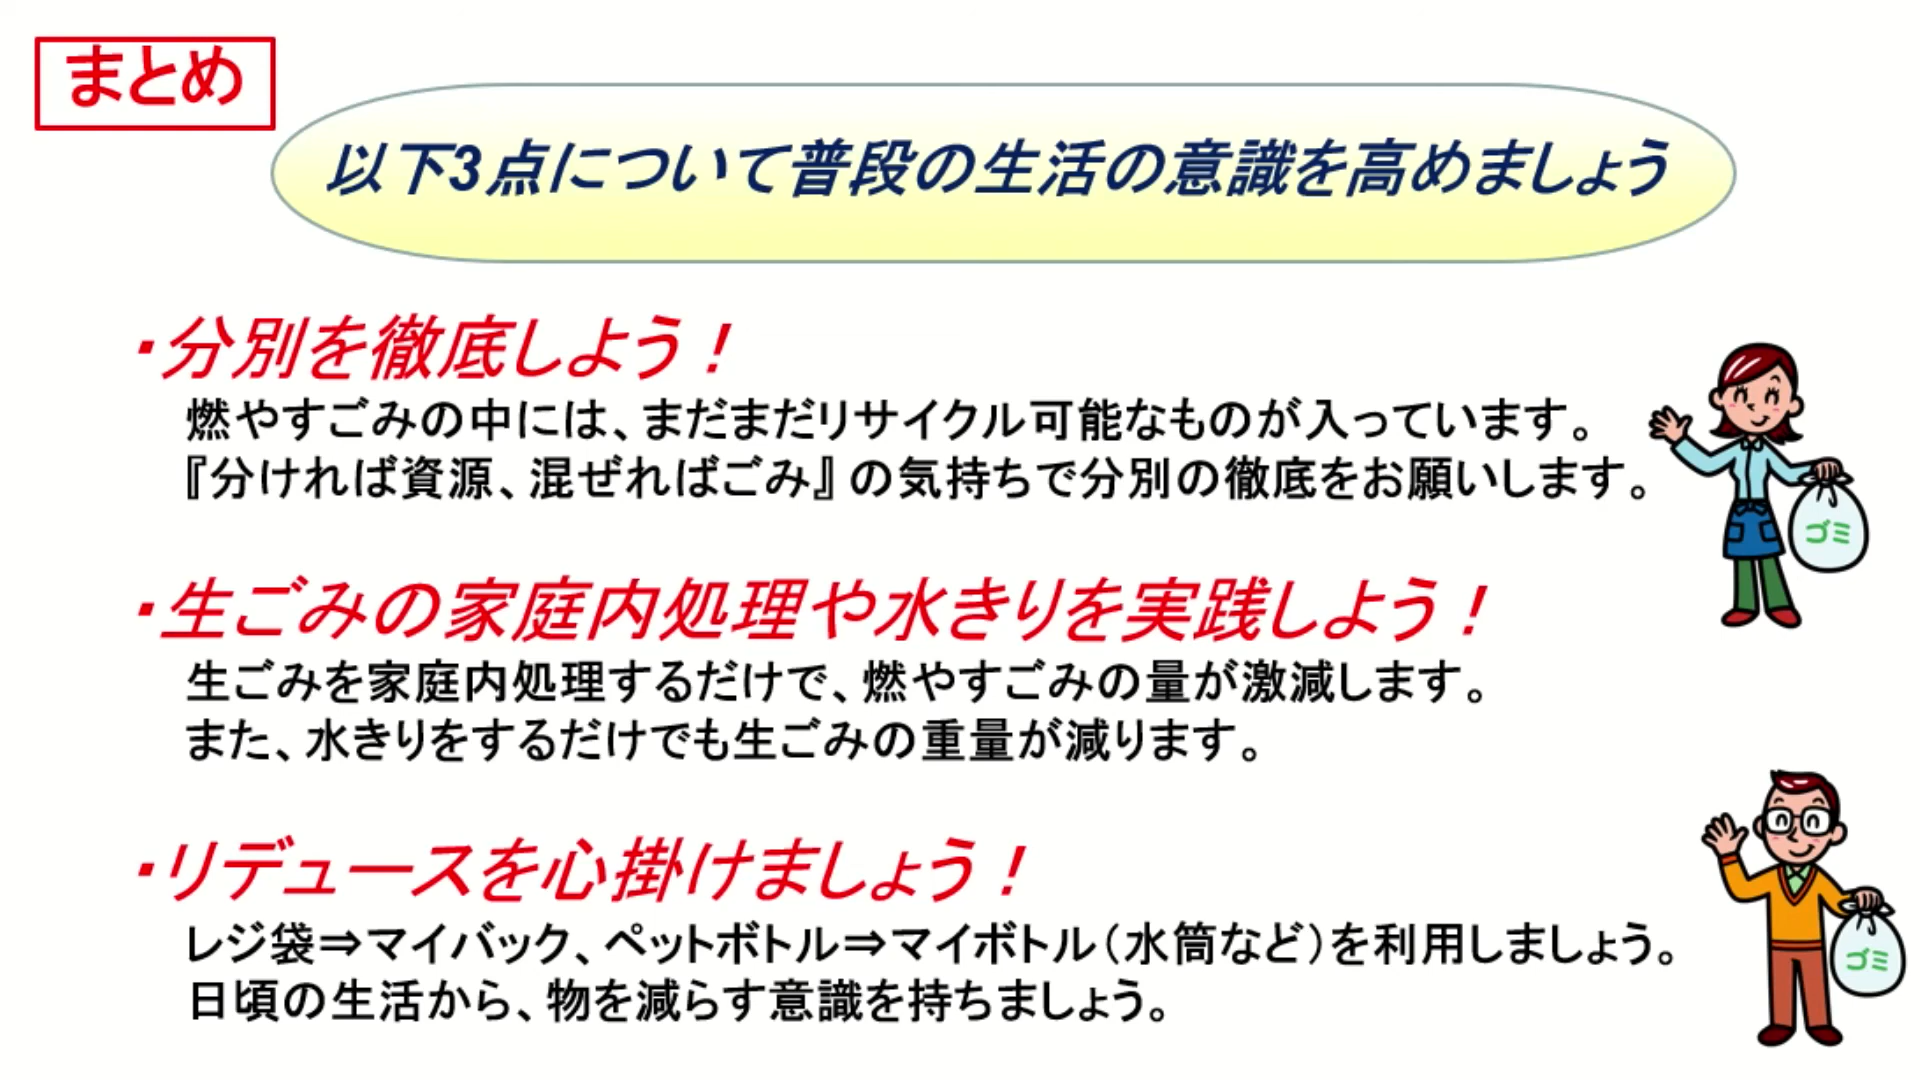 まとめ
以下3点について普段の生活の意識を高めましょう
・分別を徹底しよう！
燃やすごみの中には、まだまだリサイクル可能なものが入っています。
『分ければ資源、混ぜればごみ』の気持ちで分別の徹底をお願いします。
ゴミ
・生ごみの家庭内処理や水きりを実践しよう！
生ごみを家庭内処理するだけで、燃やすごみの量が激減します。
また、水きりをするだけでも生ごみの重量が減ります。
・リデュースを心掛けましょう！
レジ袋⇒マイバック、ペットボトル⇒マイボトル（水筒など）を利用しましょう。
日頃の生活から、物を減らす意識を持ちましょう。
ゴミ